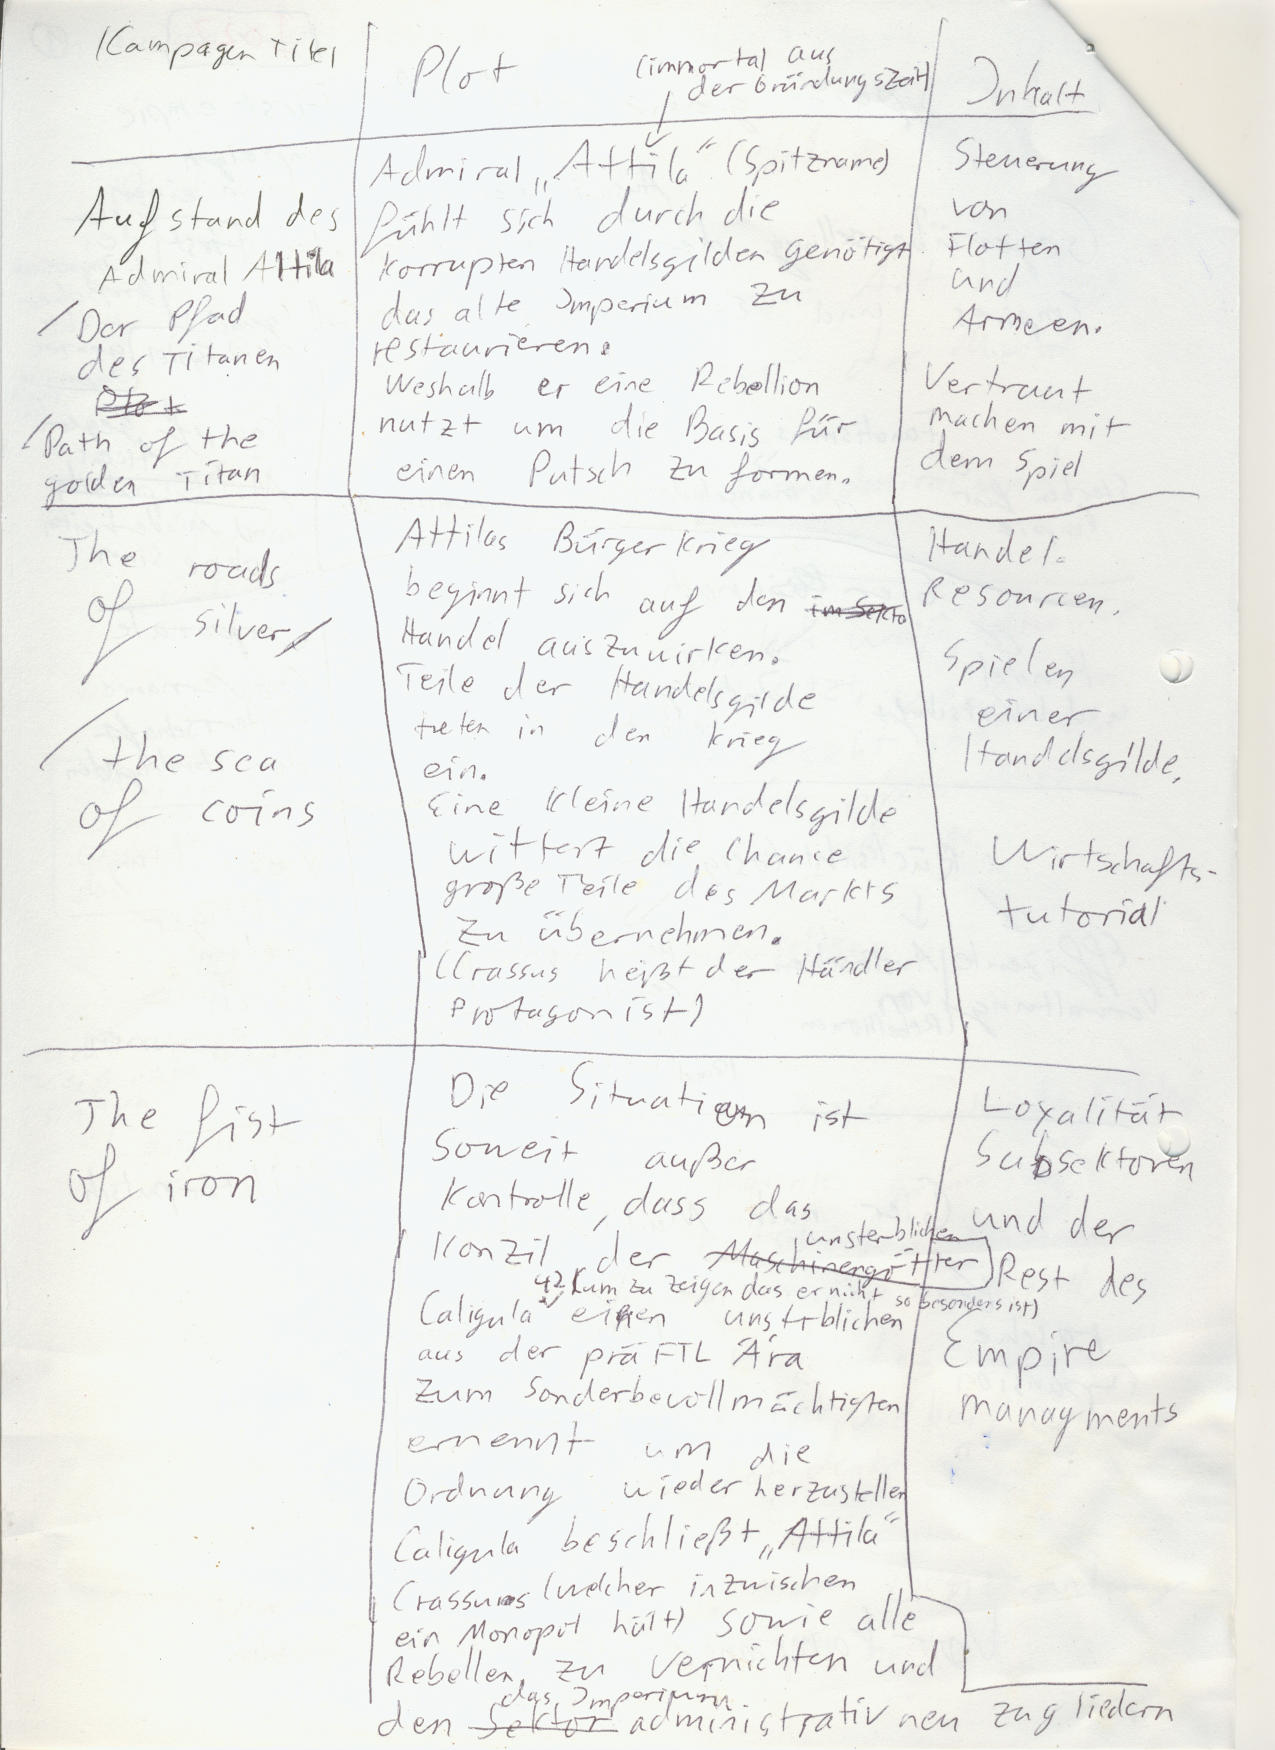 Kampagen Titel
Plot
(immortal aus
der Gründungszeit)
Inhalt
Aufstand des
Admiral Attila
/Der Pfad
des Titanen
Plot
/Path of the
golden Titan
Admiral „Attila“ (Spitzname)
fühlt sich durch die
korrupten Handelsgilden genötigt
das alte Imperium zu
restaurieren.
Weshalb er eine Rebellion
nutzt um die Basis für
einen Putsch zu formen.
Steuerung
von
Flotten
und
Armeen.
Vertraut
machen mit
dem Spiel
The roads
of silver/
/the sea
of coins
Attilas Bürgerkrieg
beginnt sich auf den im Sekto
Handel auszuwirken.
Teile der Handelsgilde
treten in den Krieg
ein.
Eine kleine Handelsgilde
wittert die Chance
große Teile des Markts
zu übernehmen.
(Crassus heißt der Händler
Protagonist)
Handel.
Resourcen.
Spielen
einer
Handelsgilde.
Wirtschafts-
tutorial
The fist
of iron
Die Situation ist
Soweit außer
Kontrolle, dass das
unsterblichen
Konzil der Maschinengötter
42 (um zu zeigen das er nicht so besonders ist)
Caligula einen unstrblichen
aus der prä FTL Ära
zum Sonderbevollmächtigten
ernennt um die
Ordnung wiederherzustellen
Caligula beschließt „Attila“
Crassus (welcher inzwischen
ein Monopol hält) sowie alle
Rebellen zu vernichten und
das Imperium
den Sektor administrativ neu zu gliedern
Loyalität
Subsektoren
und der
Rest des
Empire
managments